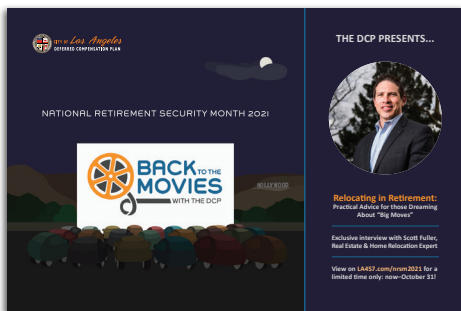 CITY OF Los Angeles
DEFERRED COMPENSATION PLAN
NATIONAL RETIREMENT SECURITY MONTH 2021
BACK TO THE
MOVIES
WITH THE DCP
HOLLYWOOD
THE DCP PRESENTS...
Relocating in Retirement:
Practical Advice for those Dreaming
About "Big Moves"
Exclusive interview with Scott Fuller,
Real Estate & Home Relocation Expert
View on LA457.com/nrsm2021 for a
limited time only: now–October 31!